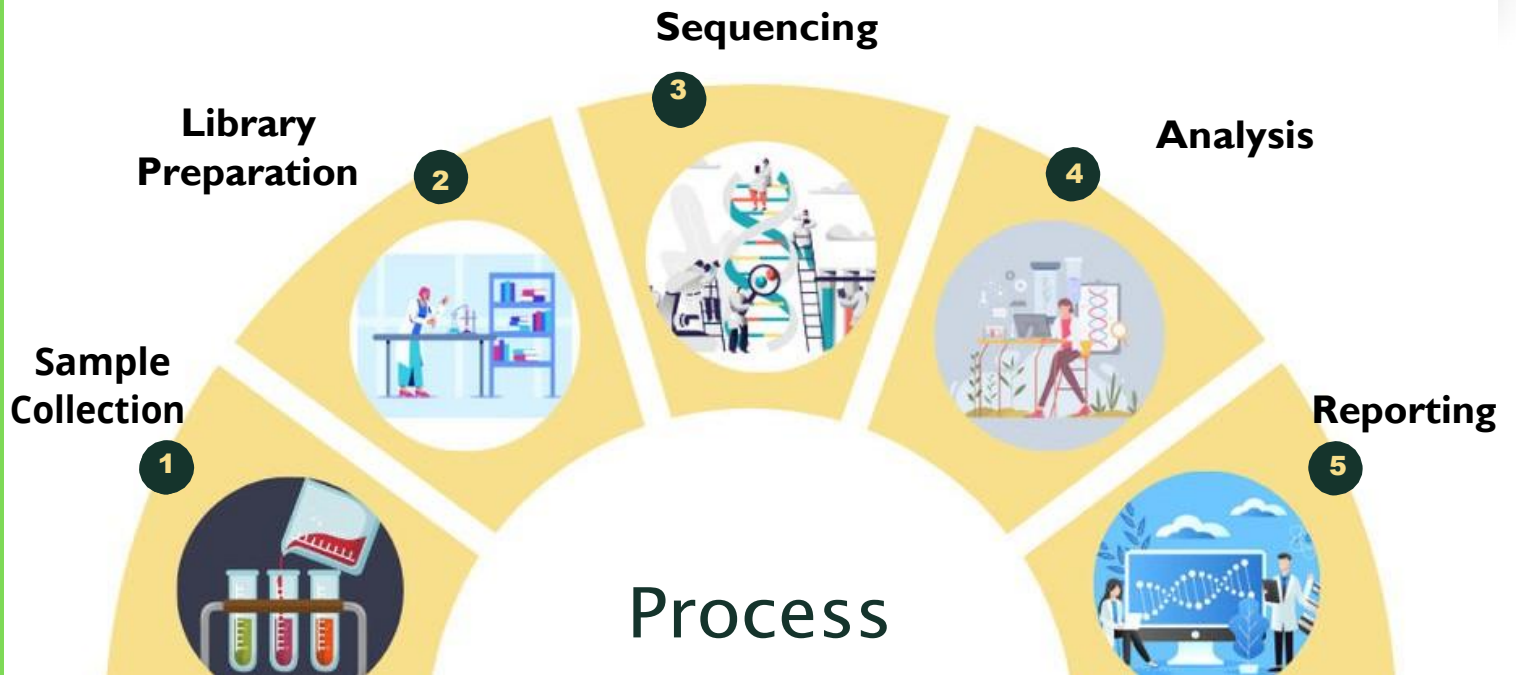 Sequencing
3
Library
Preparation
2
Analysis
4
Sample
Collection
1
Reporting
5
Process